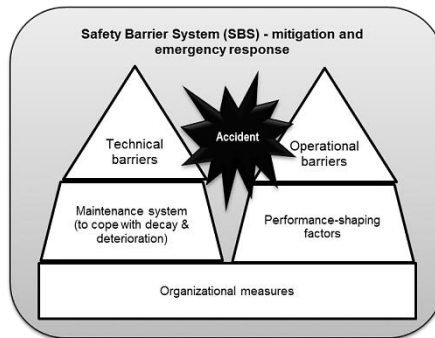 Safety Barrier System (SBS) - mitigation and
emergency response
Accident
Technical
barriers
Operational
barriers
Maintenance system
(to cope with decay &
deterioration)
Performance-shaping
factors
Organizational measures